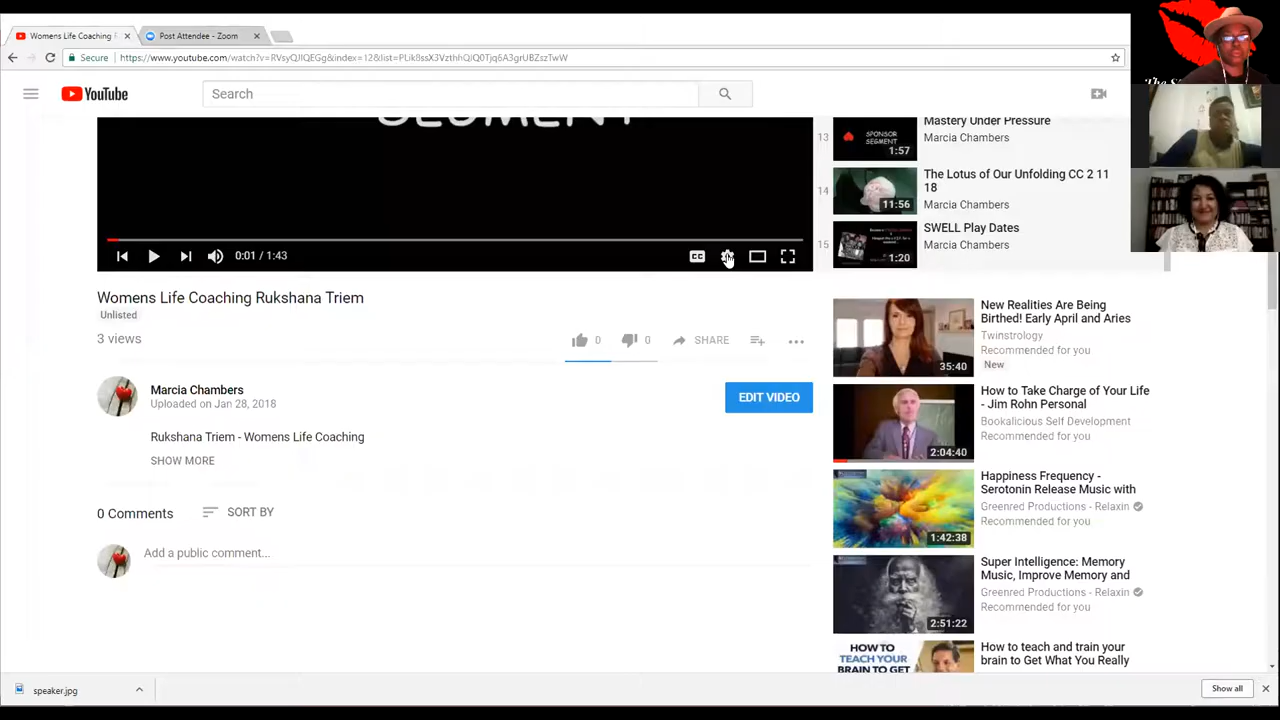 Womens Life Coaching R
Post Attendee - Zoom
Secure
https://www.youtube.com/watch?v=RVsyQJIQEGg&index=12&list=PLik8ssX3VzthhQiQ0Tjq6A3grUBZszTwW
YouTube
Search
SEGMENT
13
SPONSOR
SEGMENT
1:57
Mastery Under Pressure
Marcia Chambers
14
11:56
The Lotus of Our Unfolding CC 2 11
18
Marcia Chambers
15
1:20
SWELL Play Dates
Marcia Chambers
0:01 / 1:43
CC
Womens Life Coaching Rukshana Triem
Unlisted
3 views
0
0
SHARE
Marcia Chambers
Uploaded on Jan 28, 2018
EDIT VIDEO
Rukshana Triem - Womens Life Coaching
SHOW MORE
0 Comments
SORT BY
Add a public comment...
35:40
New Realities Are Being
Birthed! Early April and Aries
Twinstrology
Recommended for you
New
2:04:40
How to Take Charge of Your Life
- Jim Rohn Personal
Bookalicious Self Development
Recommended for you
1:42:38
Happiness Frequency -
Serotonin Release Music with
Greenred Productions - Relaxin
Recommended for you
2:51:22
Super Intelligence: Memory
Music, Improve Memory and
Greenred Productions - Relaxin
Recommended for you
HOW TO
TEACH YOUR
BRAIN TO GET
How to teach and train your
brain to Get What You Really
speaker.jpg
Show all